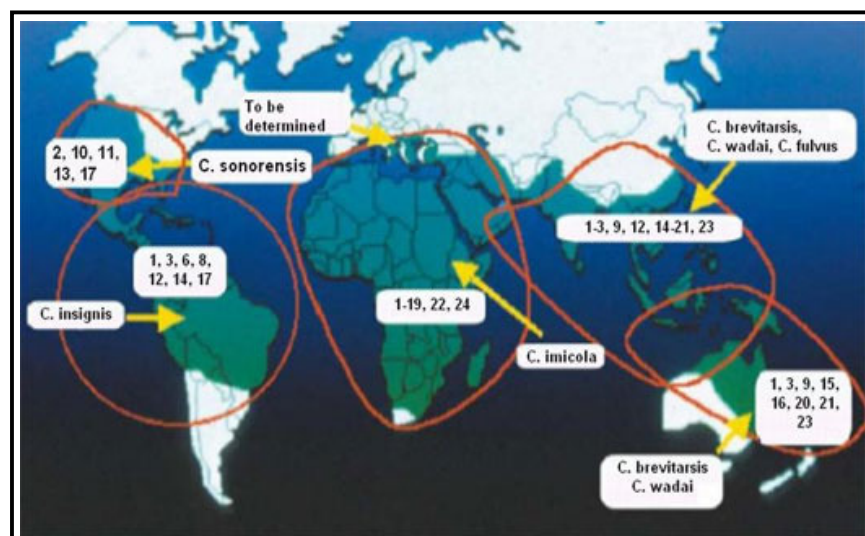 To be
determined
C. brevitarsis,
C. wadai, C. fulvus
2, 10, 11,
13, 17
C. sonorensis
1-3, 9, 12, 14-21, 23
1, 3, 6, 8,
12, 14, 17
C. insignis
1-19, 22, 24
C. imicola
1, 3, 9, 15,
16, 20, 21,
23
C. brevitarsis
C. wadai